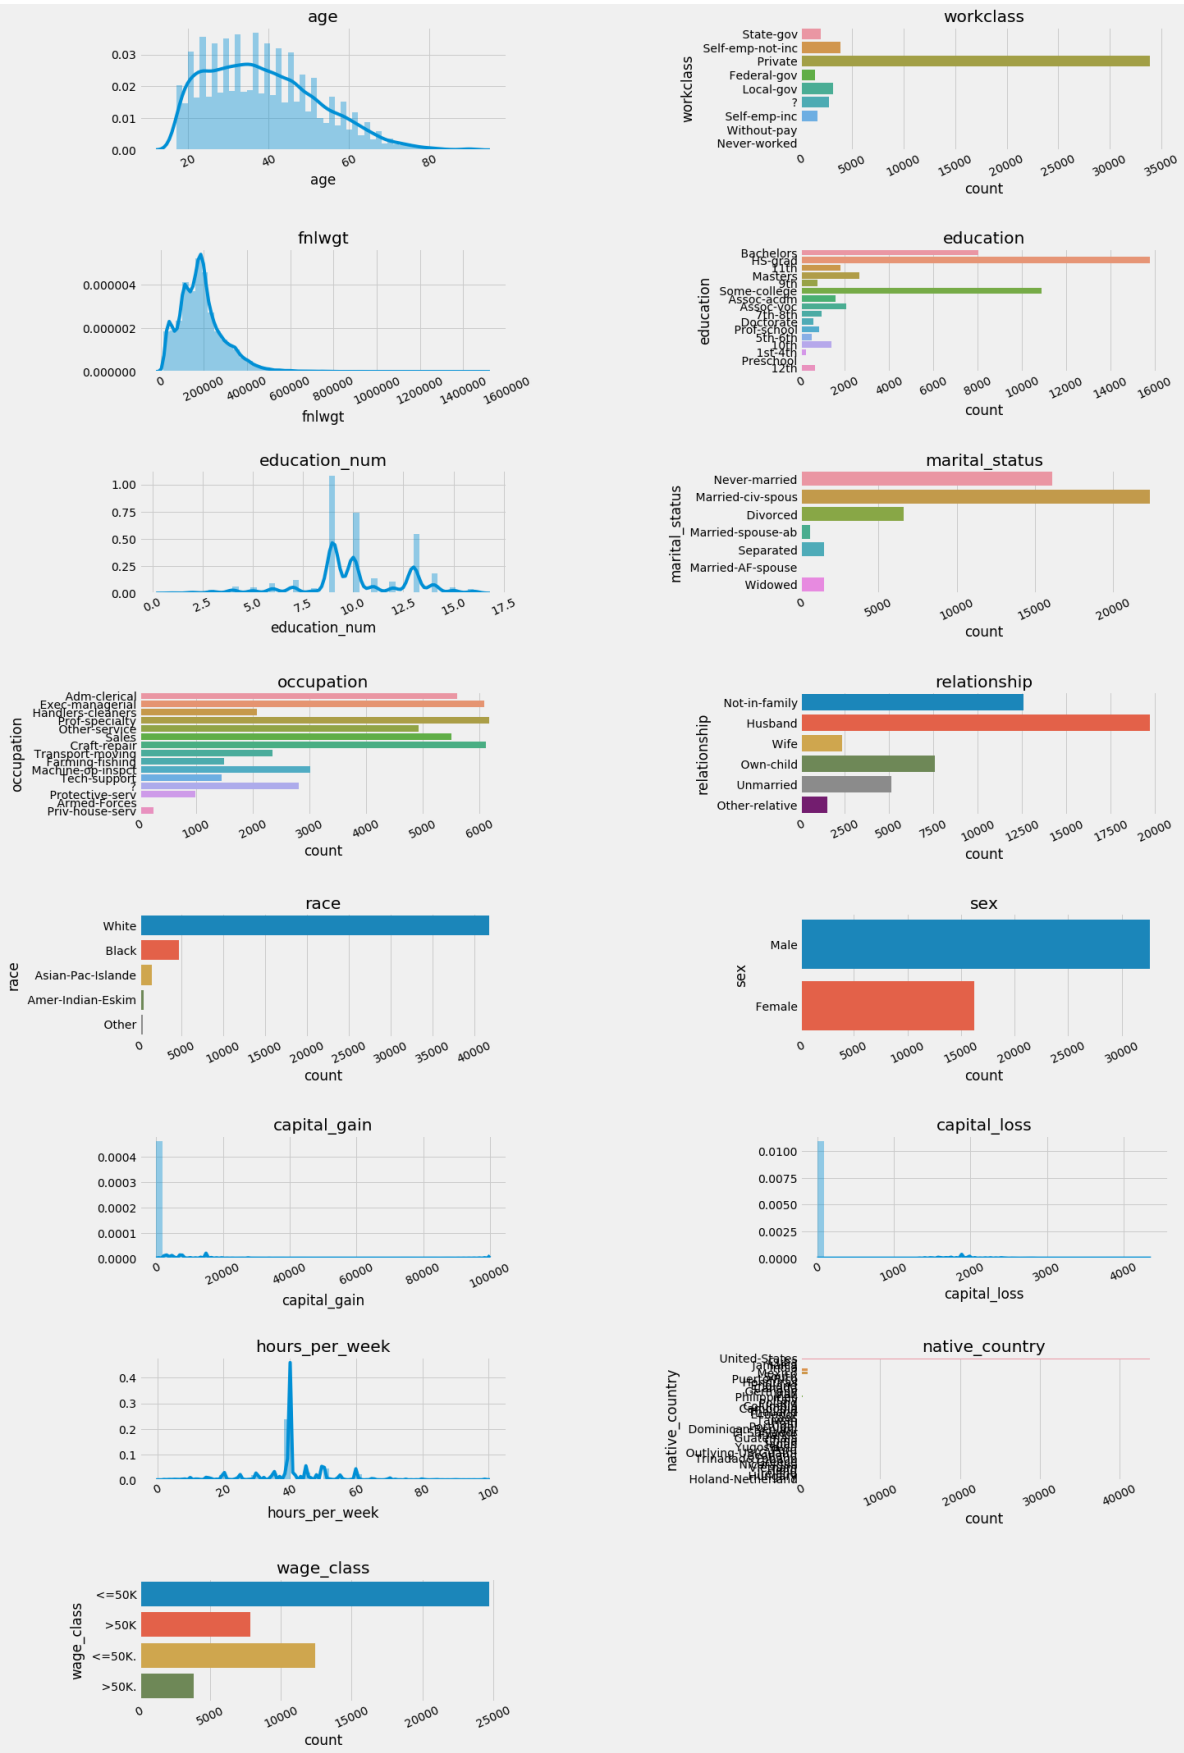 age
0.03
0.02
0.01
0.00
20
40
60
80
age
workclass
workclass
State-gov
Self-emp-not-inc
Private
Federal-gov
Local-gov
?
Self-emp-inc
Without-pay
Never-worked
0
5000
10000
15000
20000
25000
30000
35000
count
fnlwgt
0.000004
0.000002
0.000000
0
200000
400000
600000
800000
1000000
1200000
1400000
1600000
fnlwgt
education
education
Bachelors
HS-grad
11th
Masters
9th
Some-college
Assoc-acdm
Assoc-voc
7th-8th
Doctorate
Prof-school
5th-6th
10th
1st-4th
Preschool
12th
0
2000
4000
6000
8000
10000
12000
14000
16000
count
education_num
1.00
0.75
0.50
0.25
0.00
0.0
2.5
5.0
7.5
10.0
12.5
15.0
17.5
education_num
marital_status
marital_status
Never-married
Married-civ-spous
Divorced
Married-spouse-ab
Separated
Married-AF-spouse
Widowed
0
5000
10000
15000
20000
count
occupation
occupation
Adm-clerical
Exec-managerial
Handlers-cleaners
Prof-specialty
Other-service
Sales
Craft-repair
Transport-moving
Farming-fishing
Machine-op-inspct
Tech-support
?
Protective-serv
Armed-Forces
Priv-house-serv
0
1000
2000
3000
4000
5000
6000
count
relationship
relationship
Not-in-family
Husband
Wife
Own-child
Unmarried
Other-relative
0
2500
5000
7500
10000
12500
15000
17500
20000
count
race
race
White
Black
Asian-Pac-Islande
Amer-Indian-Eskim
Other
0
5000
10000
15000
20000
25000
30000
35000
40000
count
sex
sex
Male
Female
0
5000
10000
15000
20000
25000
30000
count
capital_gain
0.0004
0.0003
0.0002
0.0001
0.0000
0
20000
40000
60000
80000
100000
capital_gain
capital_loss
0.0100
0.0075
0.0050
0.0025
0.0000
0
1000
2000
3000
4000
capital_loss
hours_per_week
0.4
0.3
0.2
0.1
0.0
0
20
40
60
80
100
hours_per_week
native_country
native_country
United-States
Holand-Netherland
0
10000
20000
30000
40000
count
wage_class
wage_class
<=50K
>50K
<=50K.
>50K.
0
5000
10000
15000
20000
25000
count